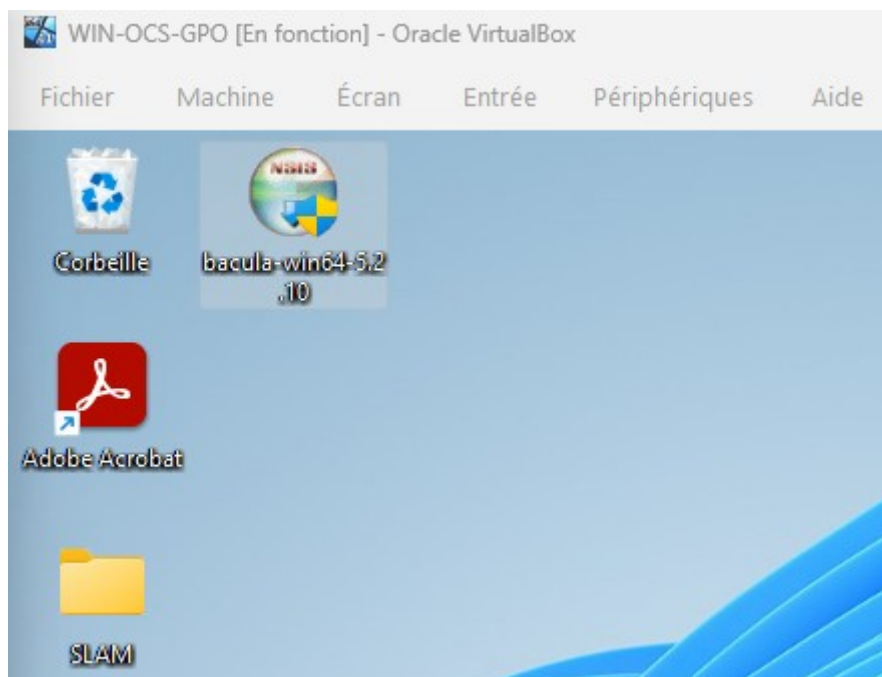 WIN-OCS-GPO [En fonction] - Oracle VirtualBox
Fichier Machine Écran Entrée Périphériques Aide
NSIS
Corbeille
bacula-win64-5.2
.10
Adobe Acrobat
SLAM